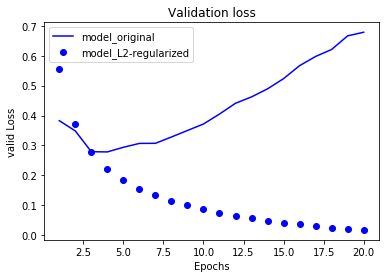 Validation loss
model_original
model_L2-regularized
valid Loss
0.7
0.6
0.5
0.4
0.3
0.2
0.1
0.0
2.5 5.0 7.5 10.0 12.5 15.0 17.5 20.0
Epochs